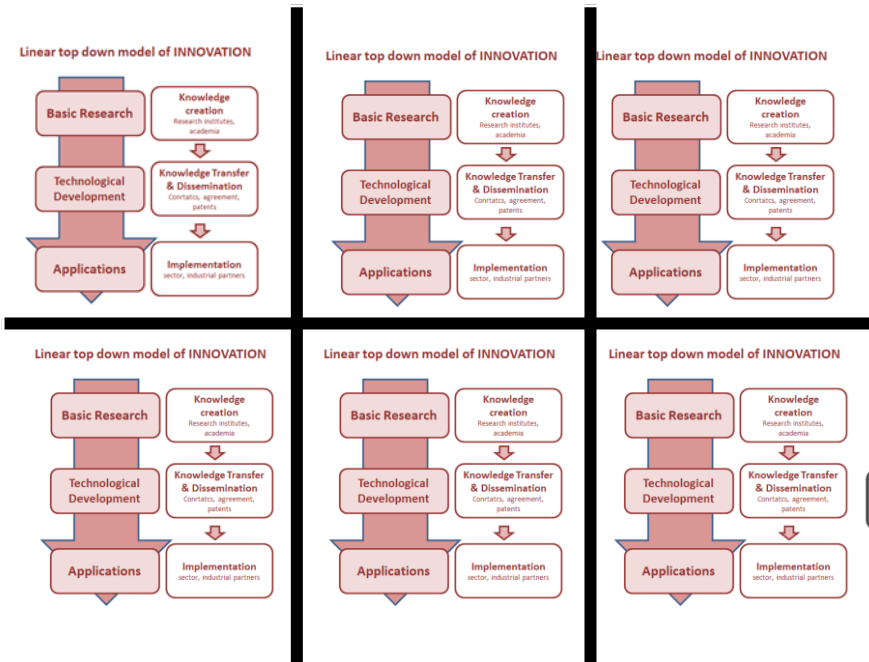 Linear top down model of INNOVATION
Basic Research
Knowledge
creation
Research institutes,
academia
Technological
Development
Knowledge Transfer
& Dissemination
Conrtatcs, agreement,
patents
Applications
Implementation
sector, industrial partners
Linear top down model of INNOVATION
Basic Research
Knowledge
creation
Research institutes,
academia
Technological
Development
Knowledge Transfer
& Dissemination
Conrtatcs, agreement,
patents
Applications
Implementation
sector, industrial partners
Linear top down model of INNOVATION
Basic Research
Knowledge
creation
Research institutes,
academia
Technological
Development
Knowledge Transfer
& Dissemination
Conrtatcs, agreement,
patents
Applications
Implementation
sector, industrial partners
Linear top down model of INNOVATION
Basic Research
Knowledge
creation
Research institutes,
academia
Technological
Development
Knowledge Transfer
& Dissemination
Conrtatcs, agreement,
patents
Applications
Implementation
sector, industrial partners
Linear top down model of INNOVATION
Basic Research
Knowledge
creation
Research institutes,
academia
Technological
Development
Knowledge Transfer
& Dissemination
Conrtatcs, agreement,
patents
Applications
Implementation
sector, industrial partners
Linear top down model of INNOVATION
Basic Research
Knowledge
creation
Research institutes,
academia
Technological
Development
Knowledge Transfer
& Dissemination
Conrtatcs, agreement,
patents
Applications
Implementation
sector, industrial partners